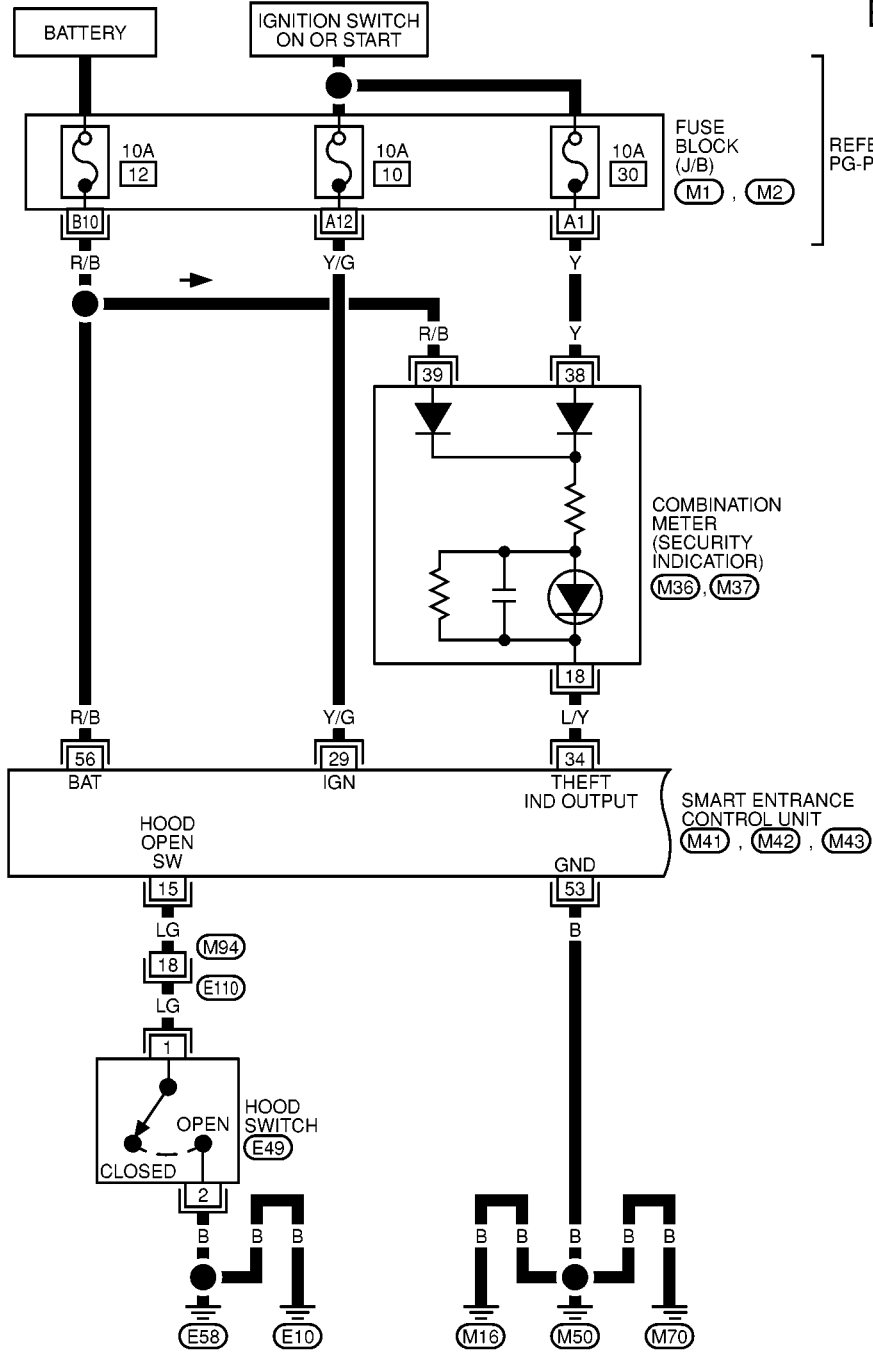 BATTERY
IGNITION SWITCH
ON OR START
10A
12
10A
10
10A
30
FUSE
BLOCK
(J/B)
M1 , M2
REFE
PG-P
B10
A12
A1
R/B
Y/G
Y
R/B
Y
39
38
COMBINATION
METER
(SECURITY
INDICATIOR)
M36 , M37
18
R/B
Y/G
L/Y
56
29
34
BAT
IGN
THEFT
IND OUTPUT
SMART ENTRANCE
CONTROL UNIT
M41 , M42 , M43
HOOD
OPEN
SW
GND
15
53
LG
B
M94
18
E110
LG
1
OPEN
CLOSED
HOOD
SWITCH
E49
2
B
B
B
B
B
B
B
B
E58
E10
M16
M50
M70